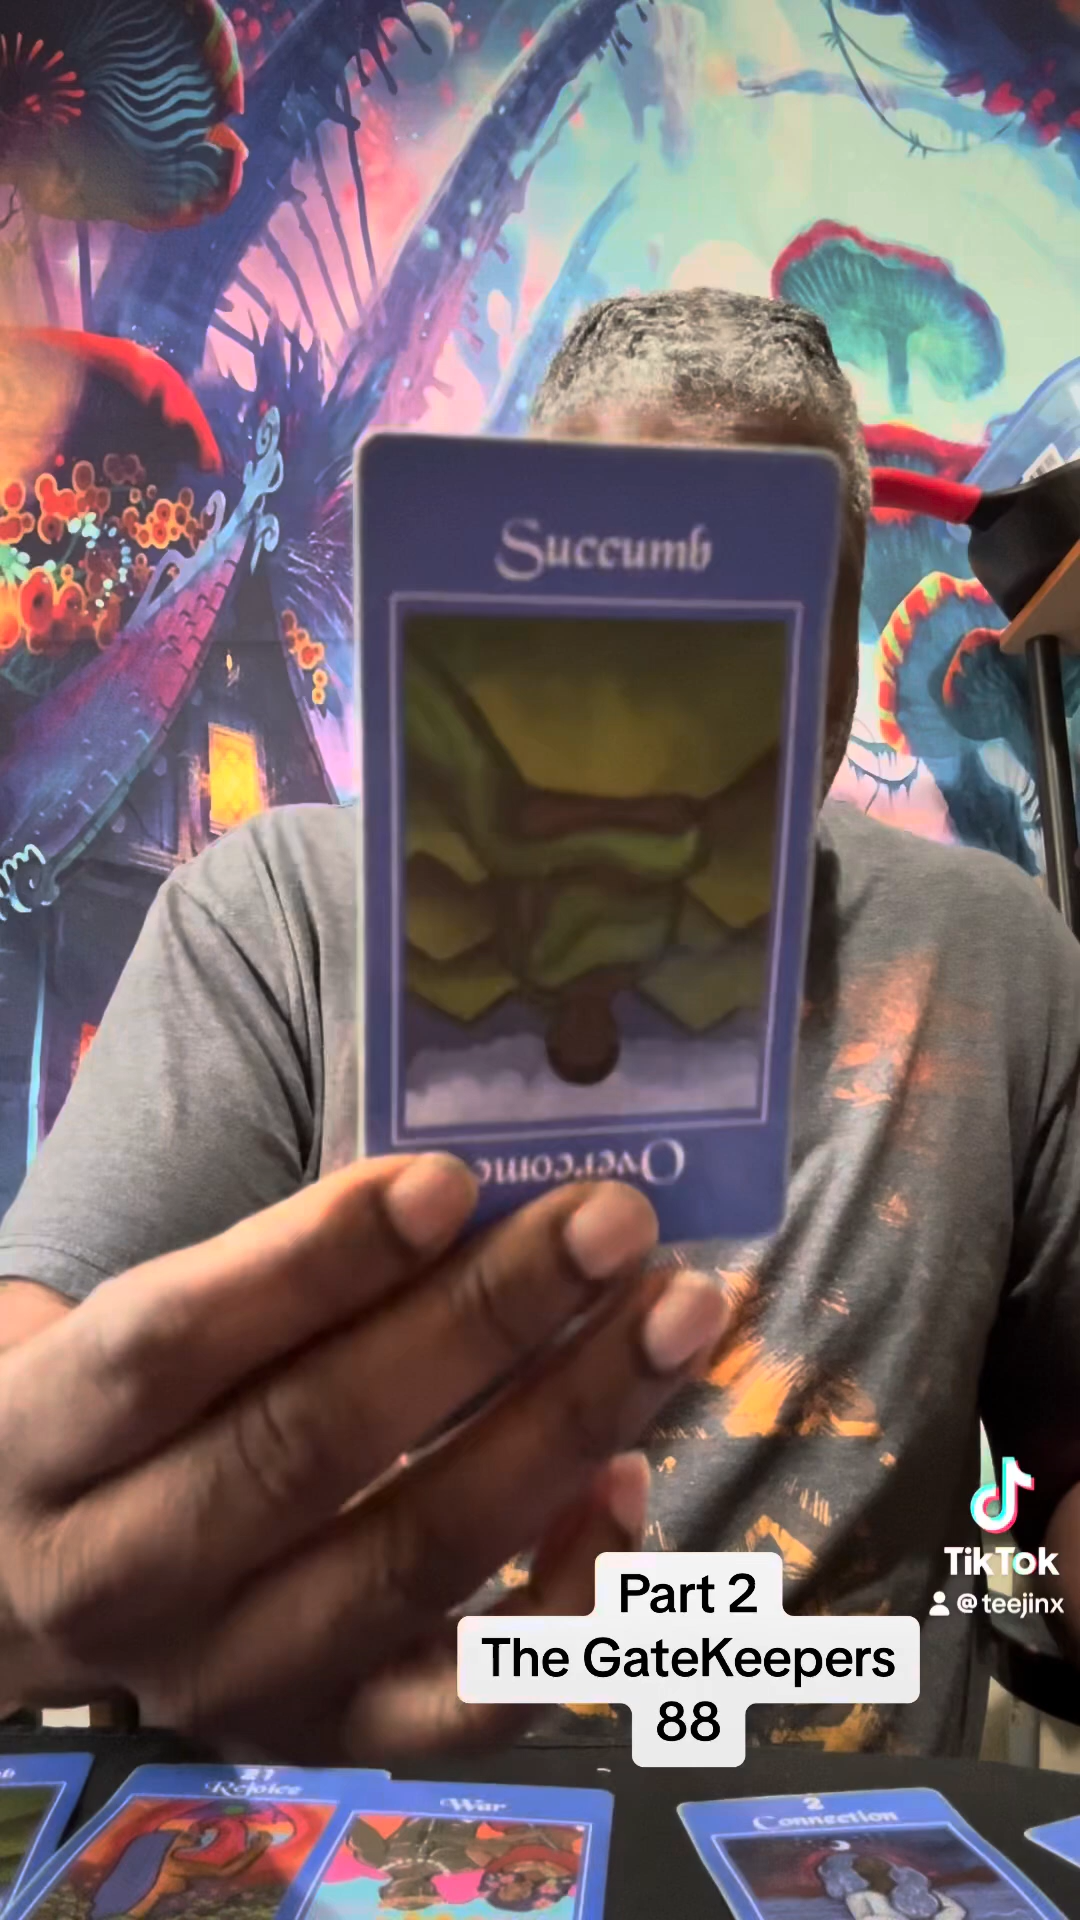 Succumb
Overcome
TikTok
@teejinx
Part 2
The GateKeepers
88
21
Rejoice
War
2
Connection